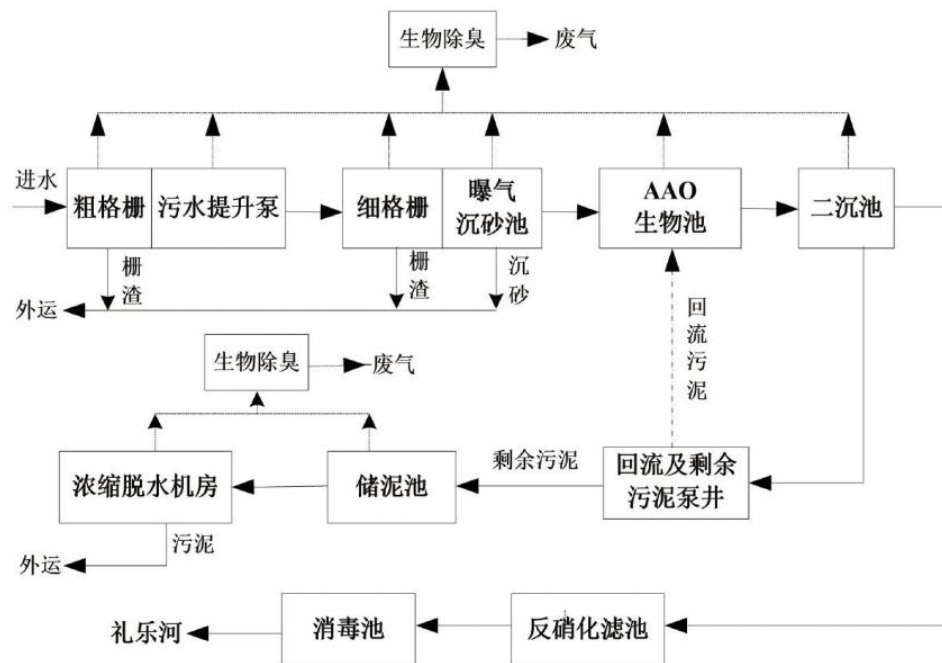 生物除臭
废气
进水
粗格栅
污水提升泵
细格栅
曝气
沉砂池
AAO
生物池
二沉池
栅渣
栅渣
沉砂
外运
回流污泥
生物除臭
废气
浓缩脱水机房
储泥池
剩余污泥
回流及剩余
污泥泵井
污泥
外运
礼乐河
消毒池
反硝化滤池